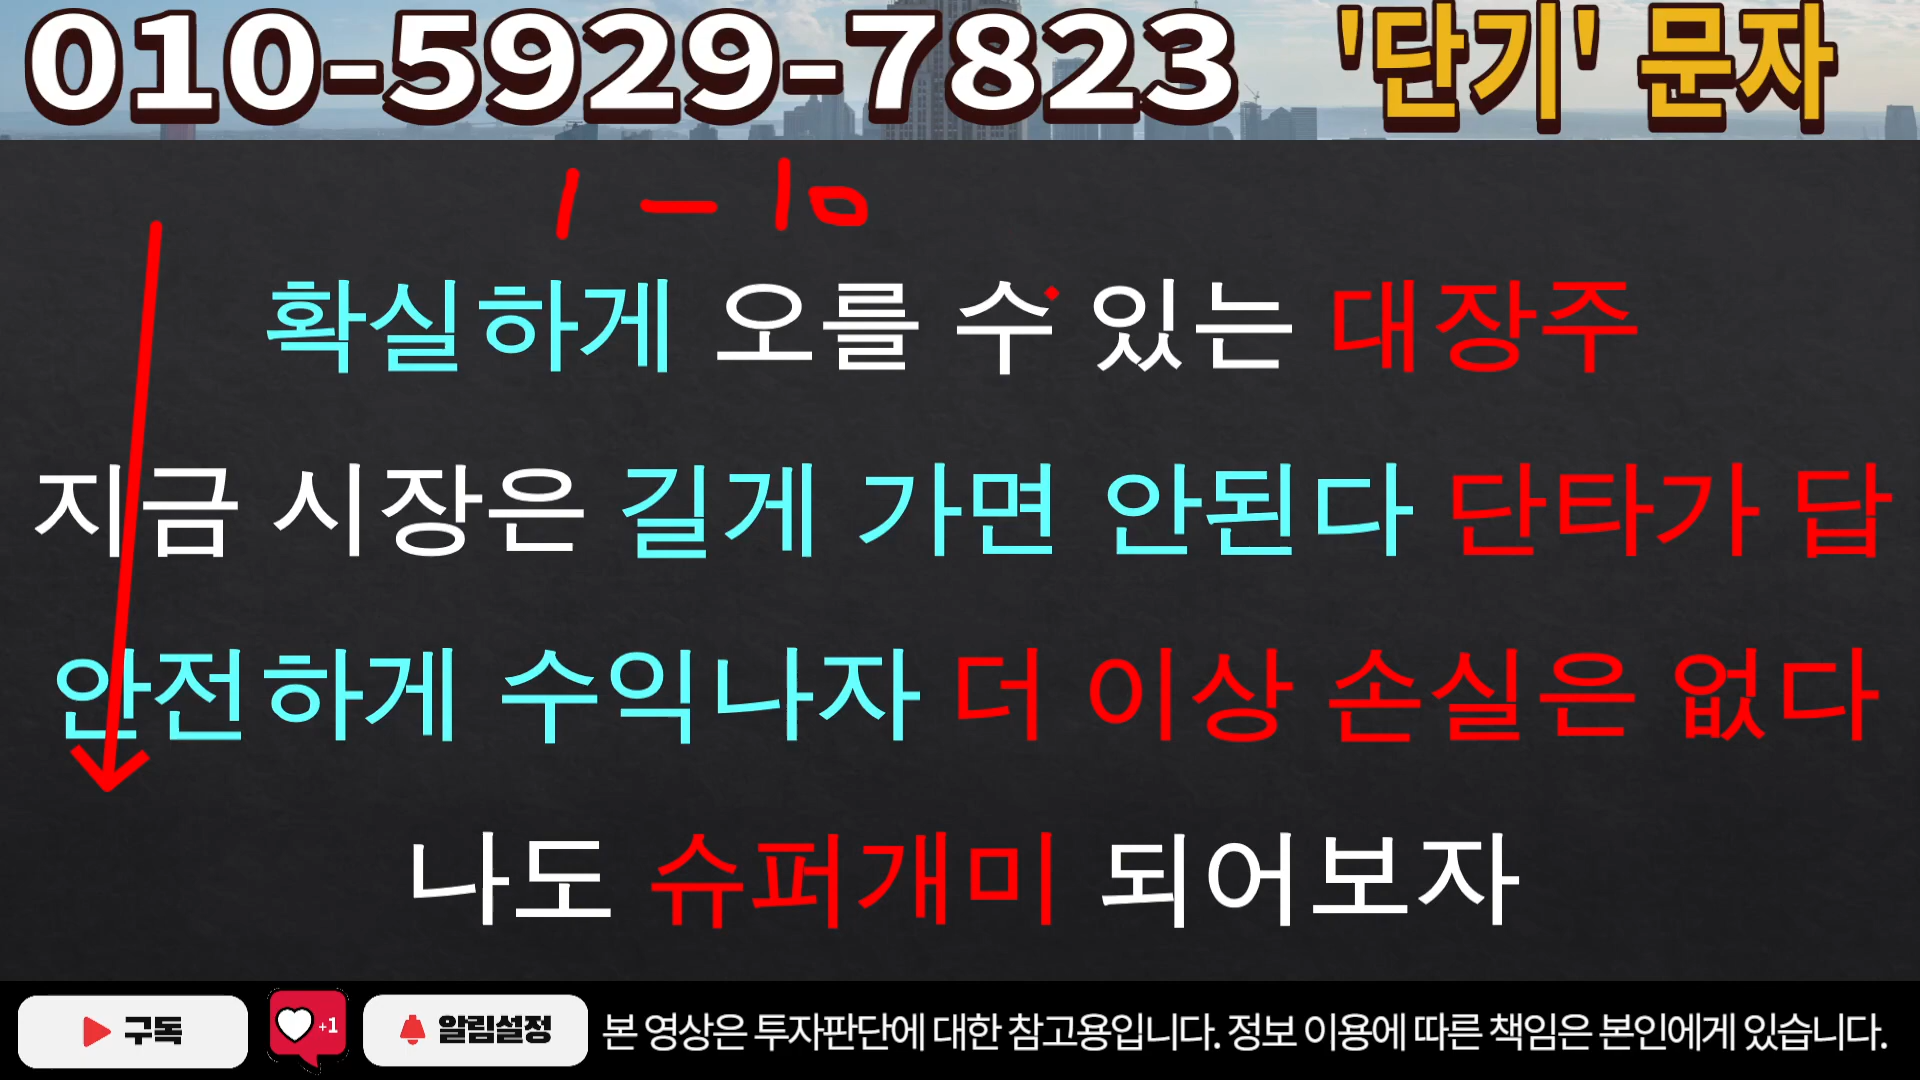 010-5929-7823 '단기' 문자
1 - 10
확실하게 오를 수 있는 대장주
지금 시장은 길게 가면 안된다 단타가 답
안전하게 수익나자 더 이상 손실은 없다
나도 슈퍼개미 되어보자
구독 +1 알림설정 본 영상은 투자판단에 대한 참고용입니다. 정보 이용에 따른 책임은 본인에게 있습니다.